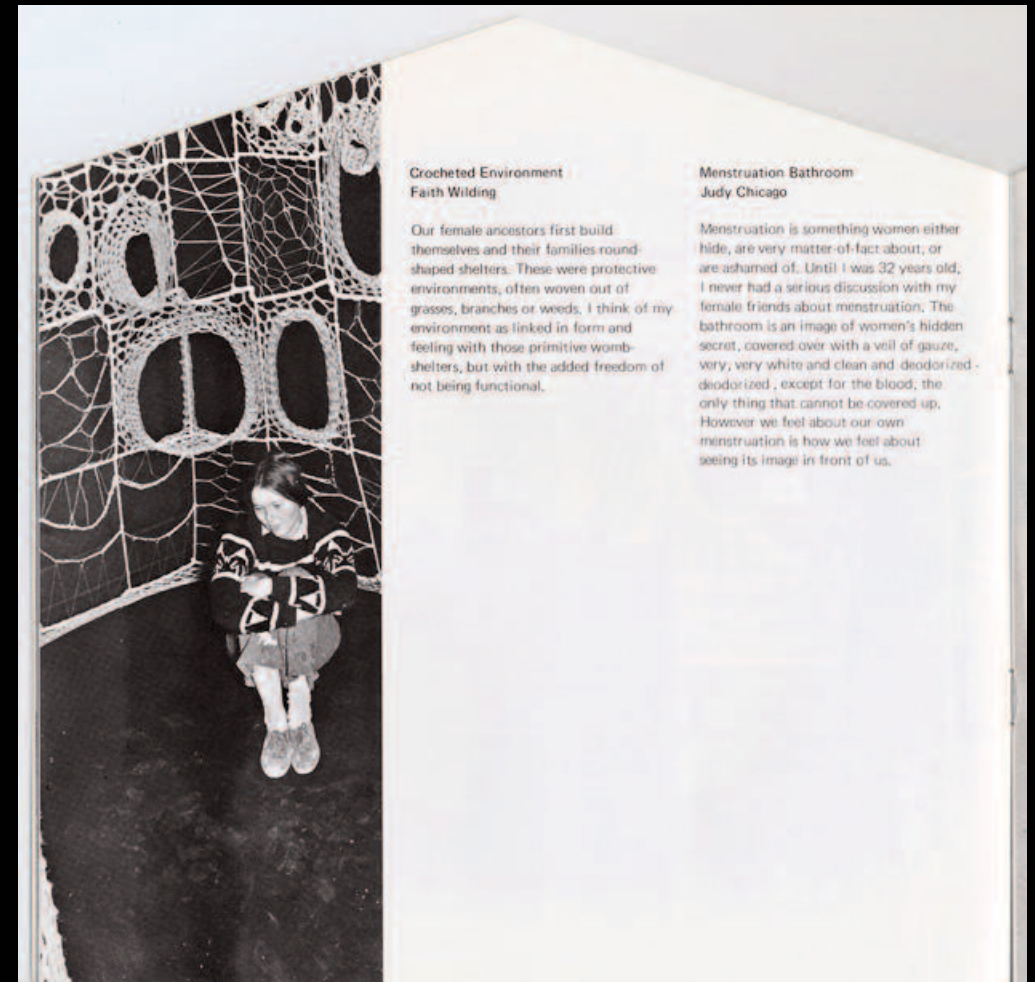 Crocheted Environment
Faith Wilding
Our female ancestors first build
themselves and their families round-
shaped shelters. These were protective
environments, often woven out of
grasses, branches or weeds. I think of my
environment as linked in form and
feeling with those primitive womb-
shelters, but with the added freedom of
not being functional.
Menstruation Bathroom
Judy Chicago
Menstruation is something women either
hide, are very matter-of-fact about, or
are ashamed of. Until I was 32 years old,
I never had a serious discussion with my
female friends about menstruation. The
bathroom is an image of women's hidden
secret, covered over with a veil of gauze,
very, very white and clean and deodorized -
deodorized , except for the blood, the
only thing that cannot be covered up.
However we feel about our own
menstruation is how we feel about
seeing its image in front of us.